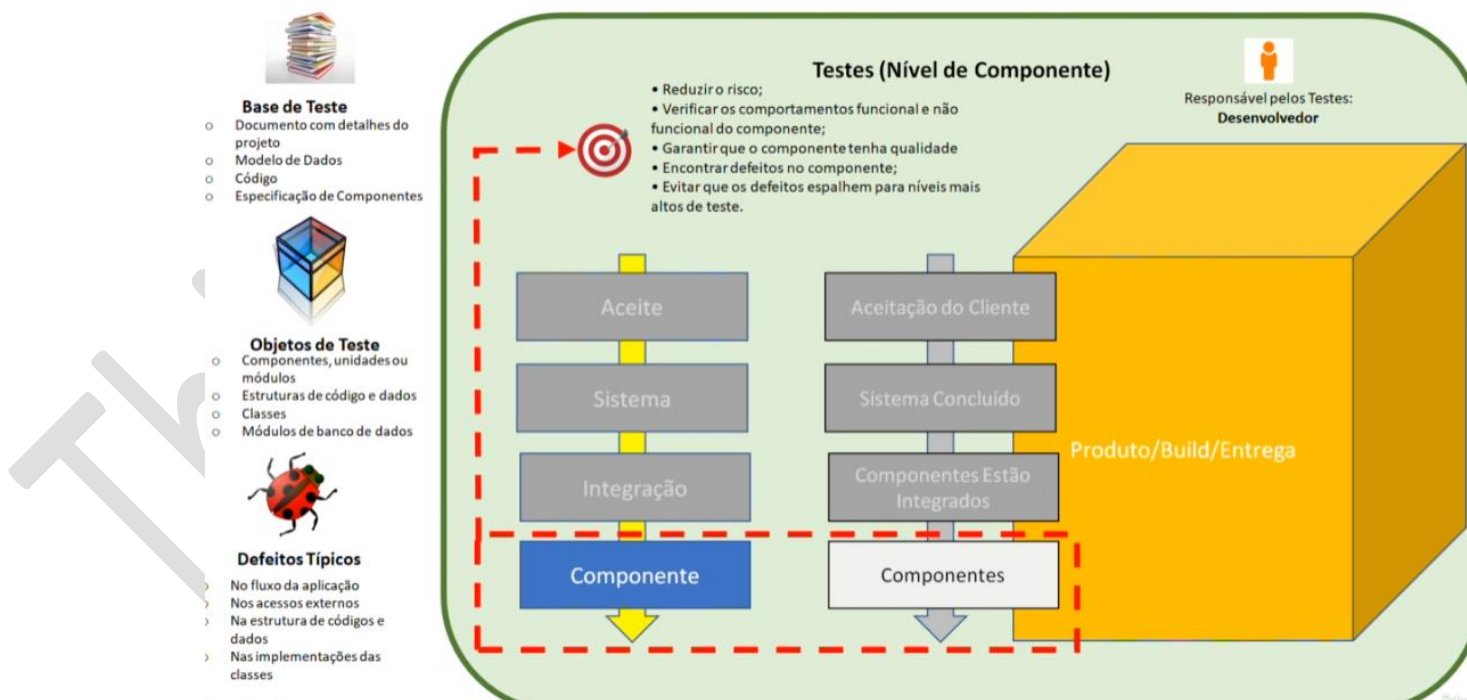 Base de Teste
o Documento com detalhes do
projeto
o Modelo de Dados
o Código
o Especificação de Componentes
Objetos de Teste
o Componentes, unidades ou
módulos
o Estruturas de código e dados
o Classes
o Módulos de banco de dados
Defeitos Típicos
No fluxo da aplicação
Nos acessos externos
Na estrutura de códigos e
dados
Nas implementações das
classes
Testes (Nível de Componente)
• Reduzir o risco;
• Verificar os comportamentos funcional e não
funcional do componente;
• Garantir que o componente tenha qualidade
• Encontrar defeitos no componente;
• Evitar que os defeitos espalhem para níveis mais
altos de teste.
Responsável pelos Testes:
Desenvolvedor
Aceite
Aceitação do Cliente
Sistema
Sistema Concluído
Integração
Componentes Estão
Integrados
Componente
Componentes
Produto/Build/Entrega